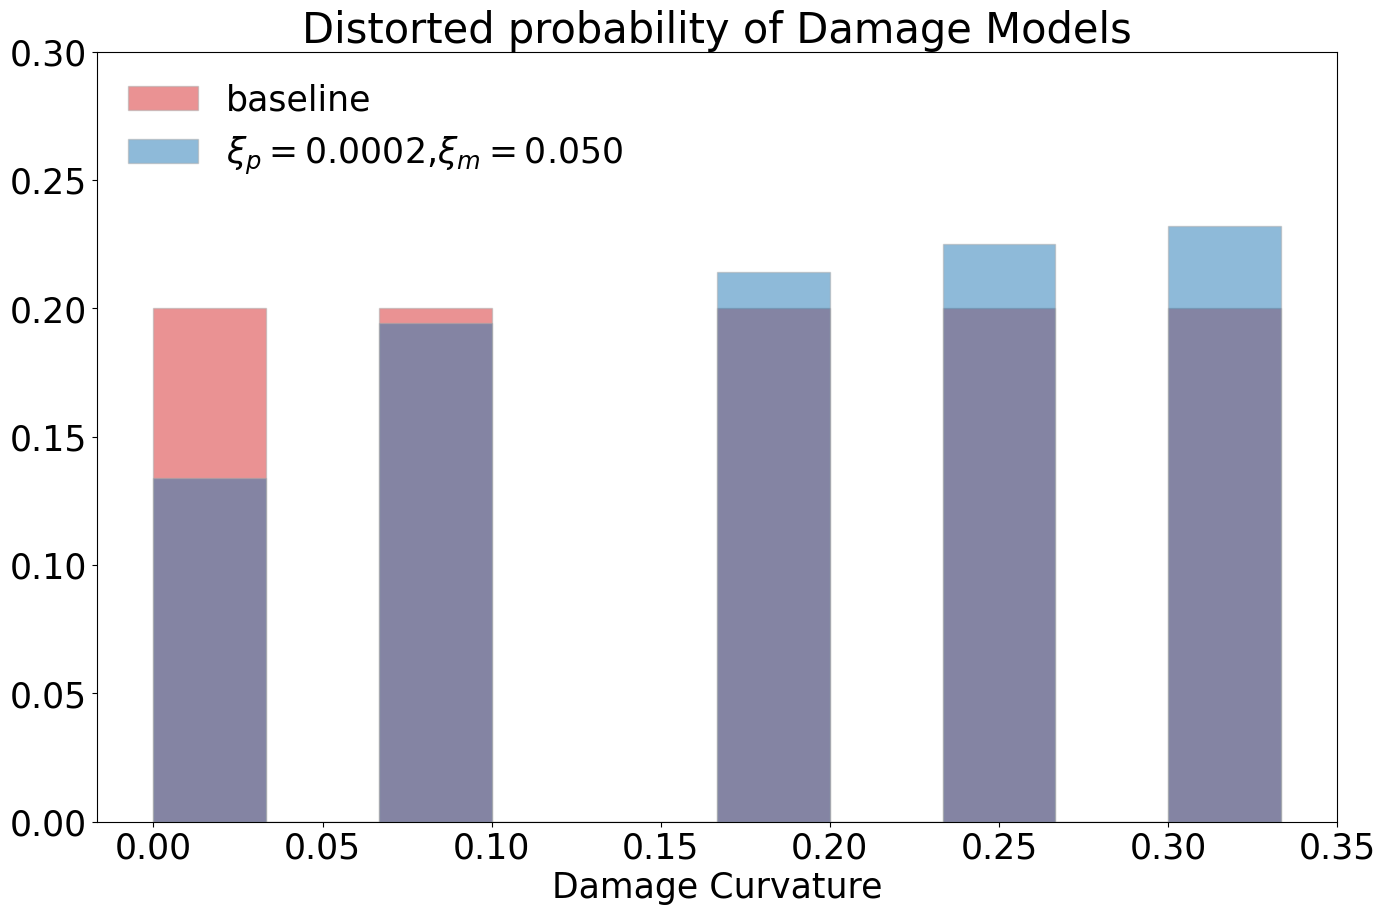 Distorted probability of Damage Models
0.30
baseline
ξp = 0.0002,ξm = 0.050
0.25
0.20
0.15
0.10
0.05
0.00
0.00 0.05 0.10 0.15 0.20 0.25 0.30 0.35
Damage Curvature